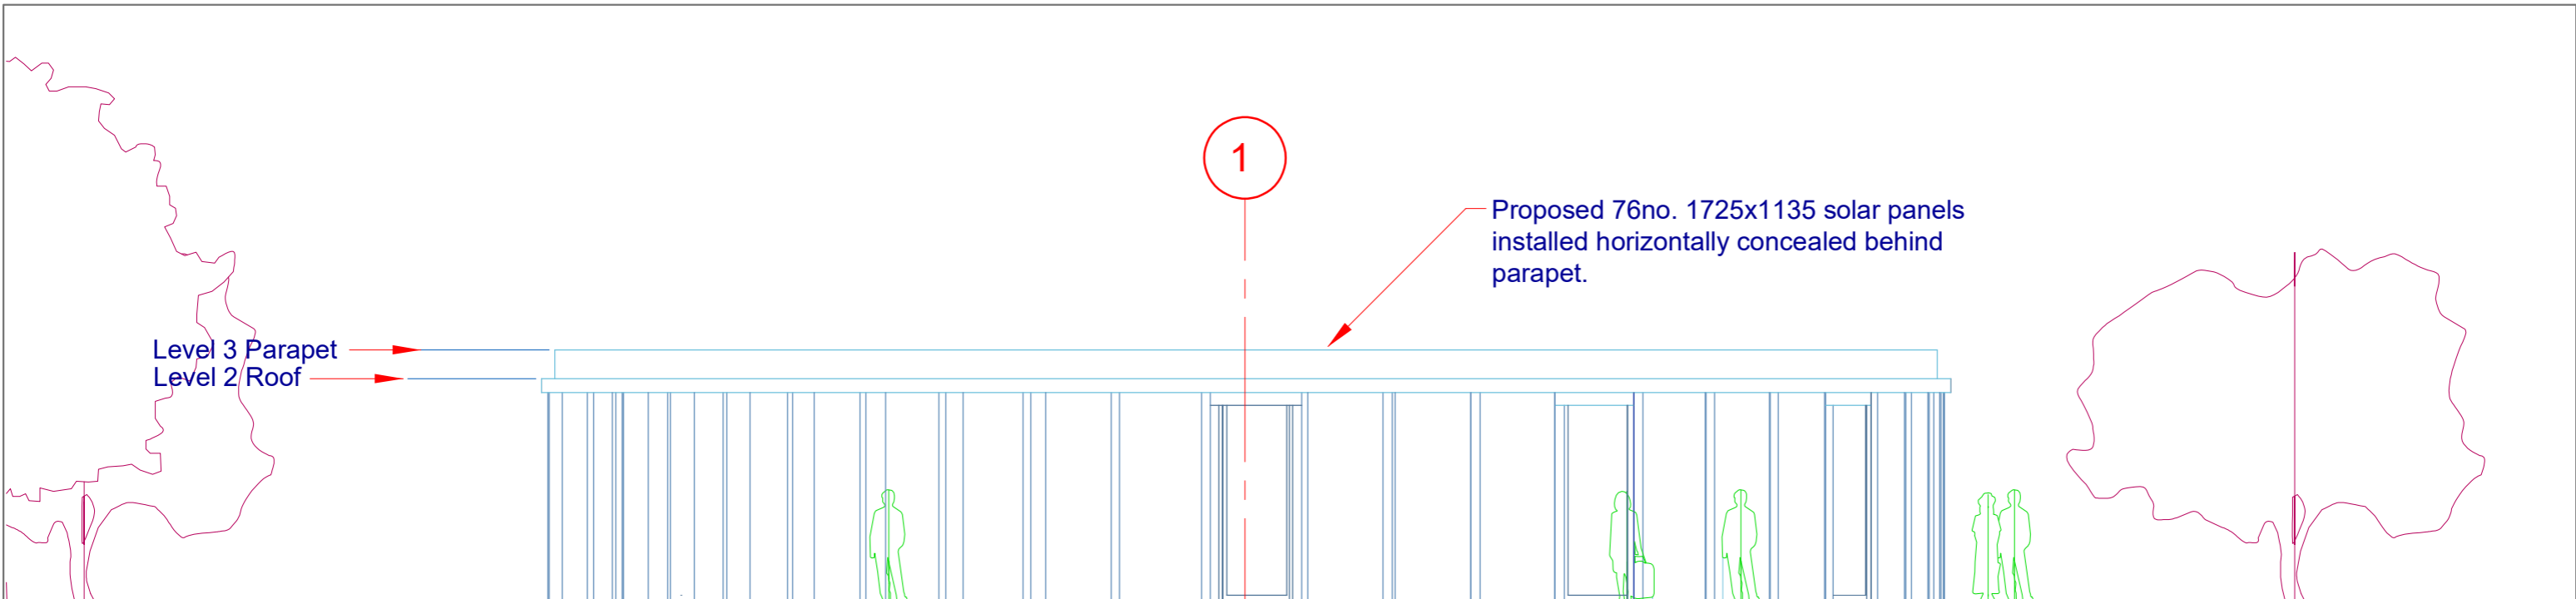 1
Proposed 76no. 1725x1135 solar panels
installed horizontally concealed behind
parapet.
Level 3 Parapet
Level 2 Roof